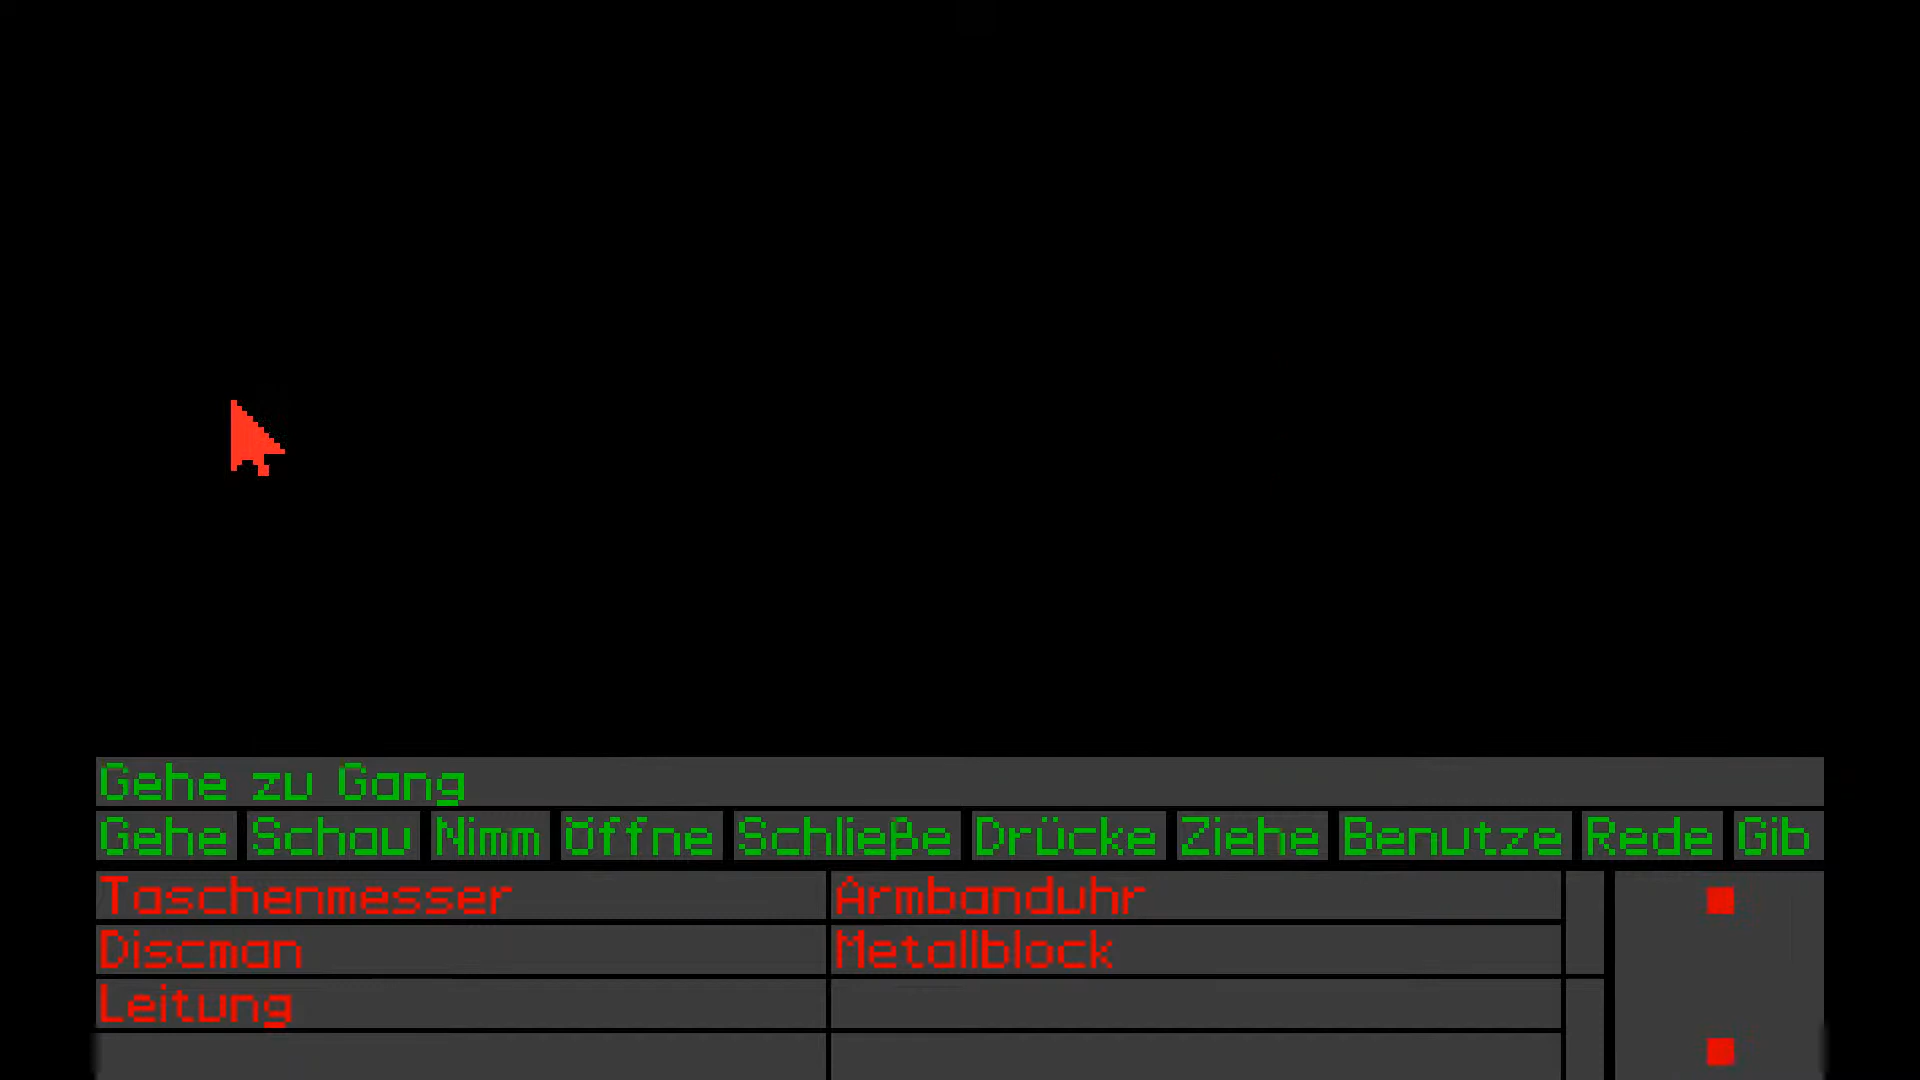 Gehe zu Gang
Gehe Schau Nimm Öffne Schließe Drücke Ziehe Benutze Rede Gib
Taschenmesser Armbanduhr
Discman Metallblock
Leitung